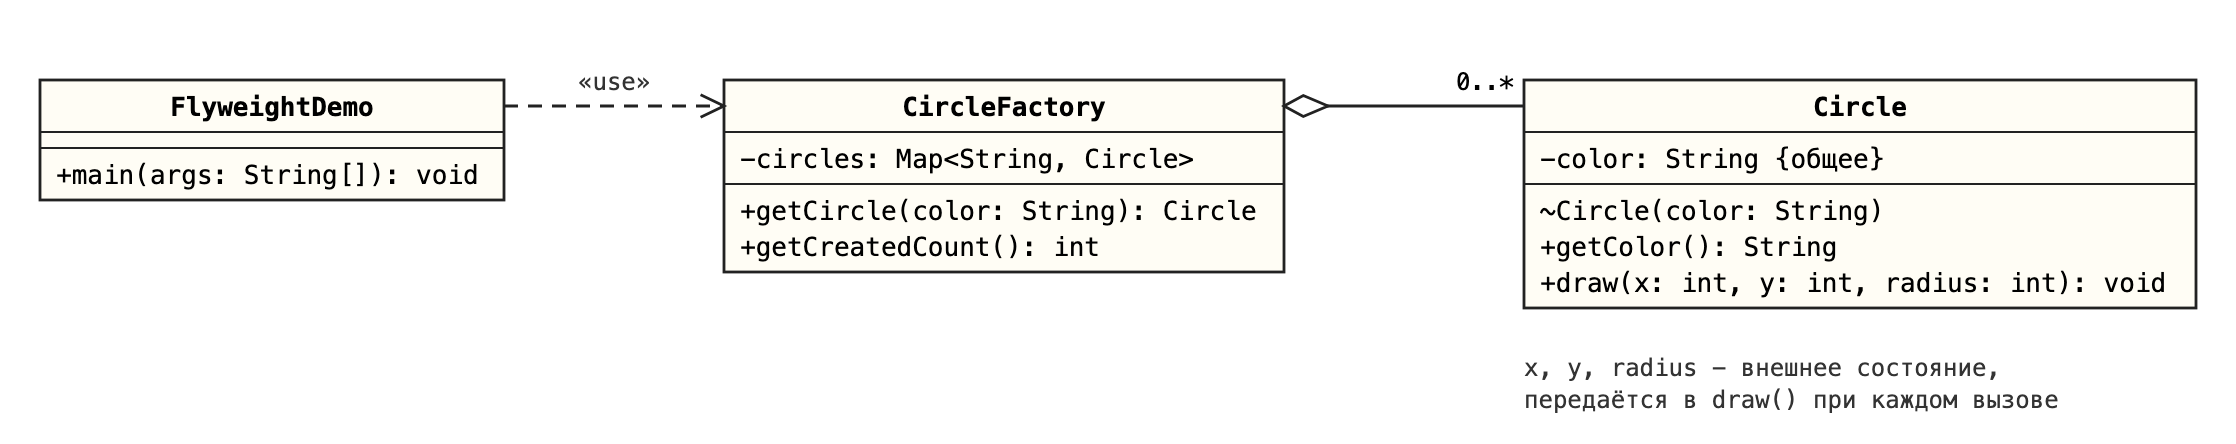 FlyweightDemo
+main(args: String[]): void
«use»
CircleFactory
−circles: Map<String, Circle>
+getCircle(color: String): Circle
+getCreatedCount(): int
0..*
Circle
−color: String {общее}
~Circle(color: String)
+getColor(): String
+draw(x: int, y: int, radius: int): void
x, y, radius — внешнее состояние,
передаётся в draw() при каждом вызове